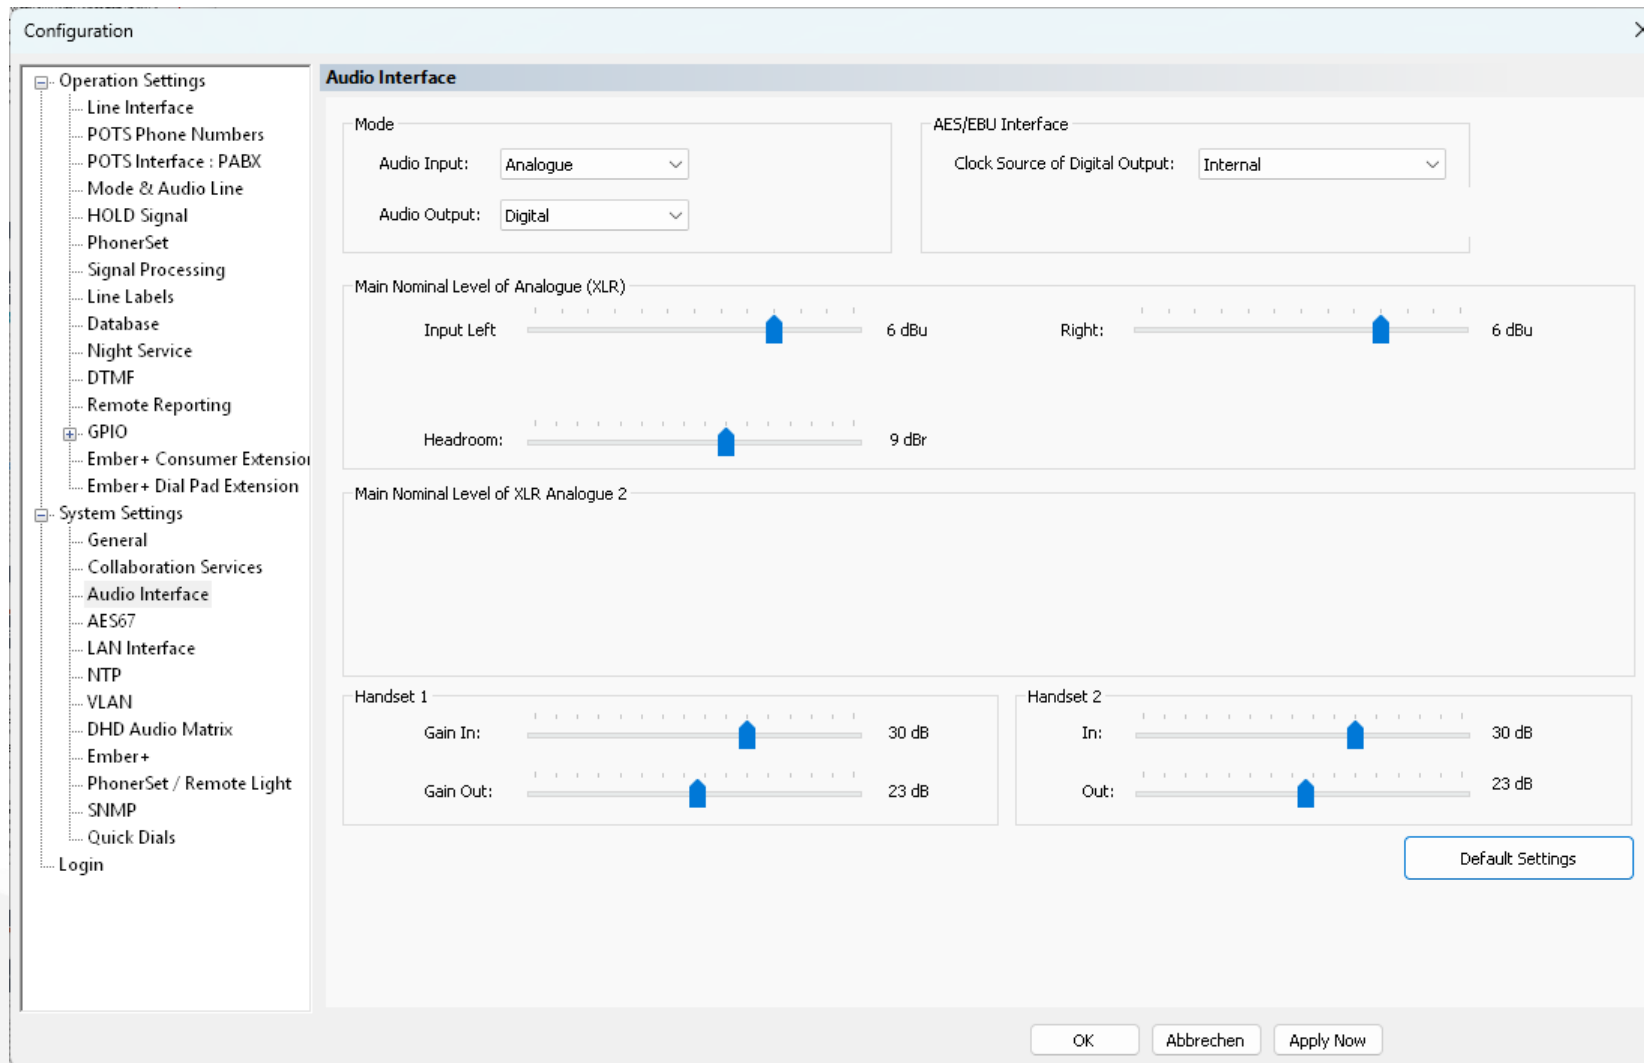 Configuration
Operation Settings
Line Interface
POTS Phone Numbers
POTS Interface : PABX
Mode & Audio Line
HOLD Signal
PhonerSet
Signal Processing
Line Labels
Database
Night Service
DTMF
Remote Reporting
GPIO
Ember+ Consumer Extension
Ember+ Dial Pad Extension
System Settings
General
Collaboration Services
Audio Interface
AES67
LAN Interface
NTP
VLAN
DHD Audio Matrix
Ember+
PhonerSet / Remote Light
SNMP
Quick Dials
Login
Audio Interface
Mode
Audio Input: Analogue
Audio Output: Digital
AES/EBU Interface
Clock Source of Digital Output: Internal
Main Nominal Level of Analogue (XLR)
Input Left 6 dBu Right: 6 dBu
Headroom: 9 dBr
Main Nominal Level of XLR Analogue 2
Handset 1
Gain In: 30 dB
Gain Out: 23 dB
Handset 2
In: 30 dB
Out: 23 dB
Default Settings
OK Abbrechen Apply Now